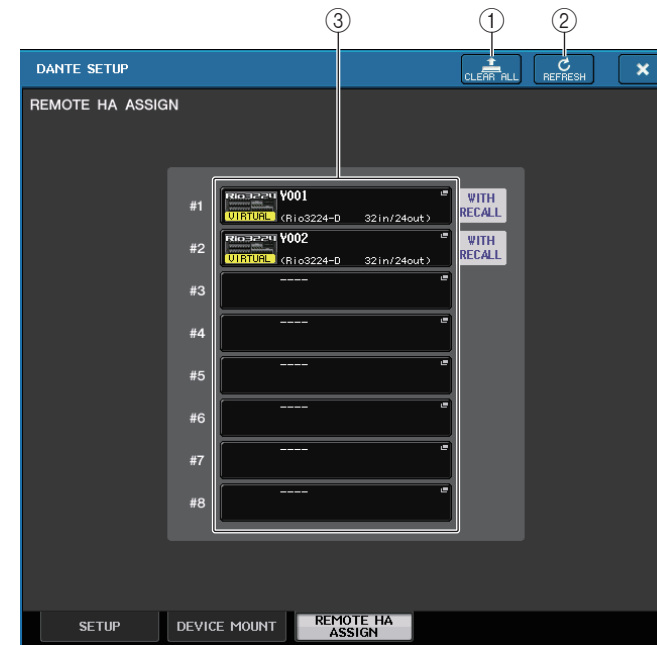 ③ ① ②
DANTE SETUP
CLEAR ALL
REFRESH
REMOTE HA ASSIGN
#1
Rio3224
VIRTUAL
Y001
(Rio3224-D 32in/24out)
WITH
RECALL
#2
Rio3224
VIRTUAL
Y002
(Rio3224-D 32in/24out)
WITH
RECALL
#3 ----
#4 ----
#5 ----
#6 ----
#7 ----
#8 ----
SETUP
DEVICE MOUNT
REMOTE HA
ASSIGN